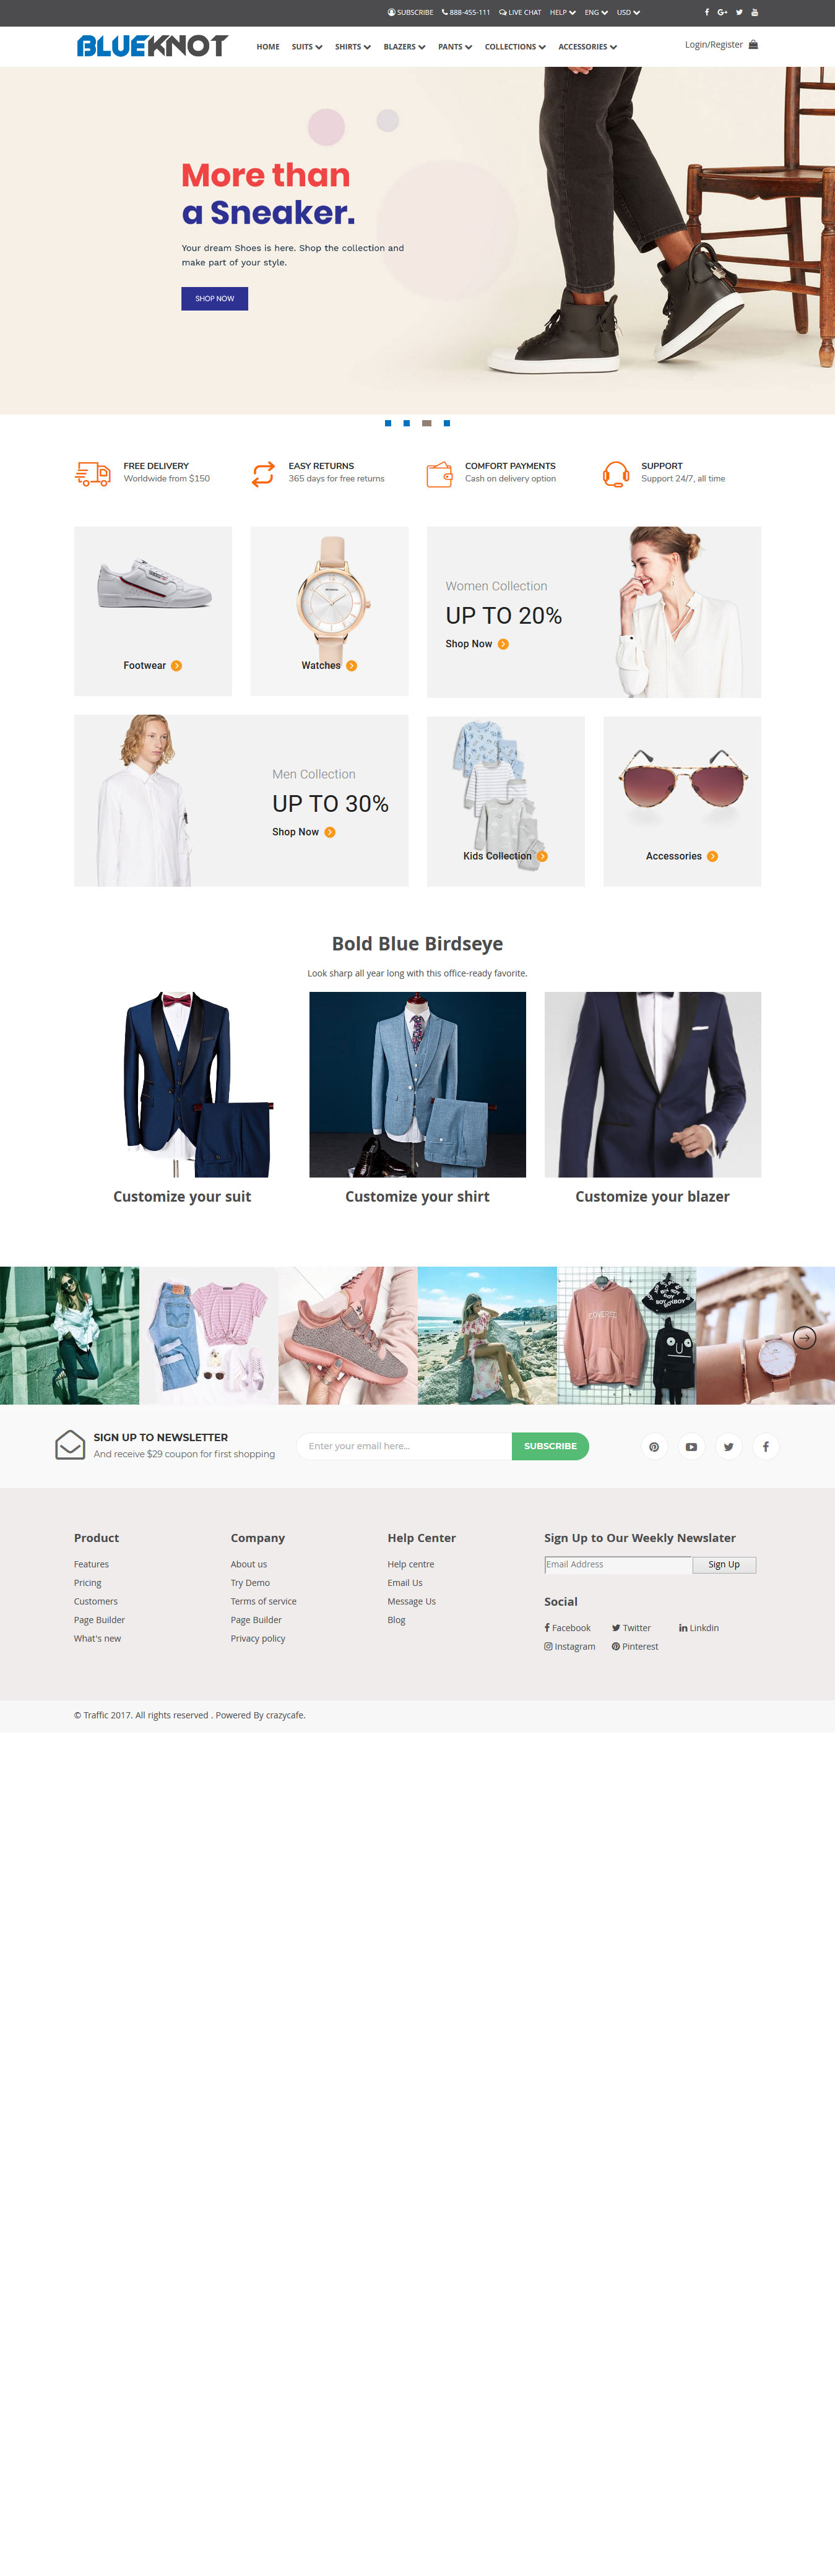 SUBSCRIBE 888-455-111 LIVE CHAT HELP ENG USD
BLUEKNOT
HOME SUITS SHIRTS BLAZERS PANTS COLLECTIONS ACCESSORIES
Login/Register
More than
a Sneaker.
Your dream Shoes is here. Shop the collection and
make part of your style.
SHOP NOW
FREE DELIVERY
Worldwide from $150
EASY RETURNS
365 days for free returns
COMFORT PAYMENTS
Cash on delivery option
SUPPORT
Support 24/7, all time
Footwear
Watches
Women Collection
UP TO 20%
Shop Now
Men Collection
UP TO 30%
Shop Now
Kids Collection
Accessories
Bold Blue Birdseye
Look sharp all year long with this office-ready favorite.
Customize your suit
Customize your shirt
Customize your blazer
SIGN UP TO NEWSLETTER
And receive $29 coupon for first shopping
Enter your email here...
SUBSCRIBE
Product
Features
Pricing
Customers
Page Builder
What's new
Company
About us
Try Demo
Terms of service
Page Builder
Privacy policy
Help Center
Help centre
Email Us
Message Us
Blog
Sign Up to Our Weekly Newslater
Email Address
Sign Up
Social
Facebook Twitter Linkdin
Instagram Pinterest
© Traffic 2017. All rights reserved . Powered By crazycafe.